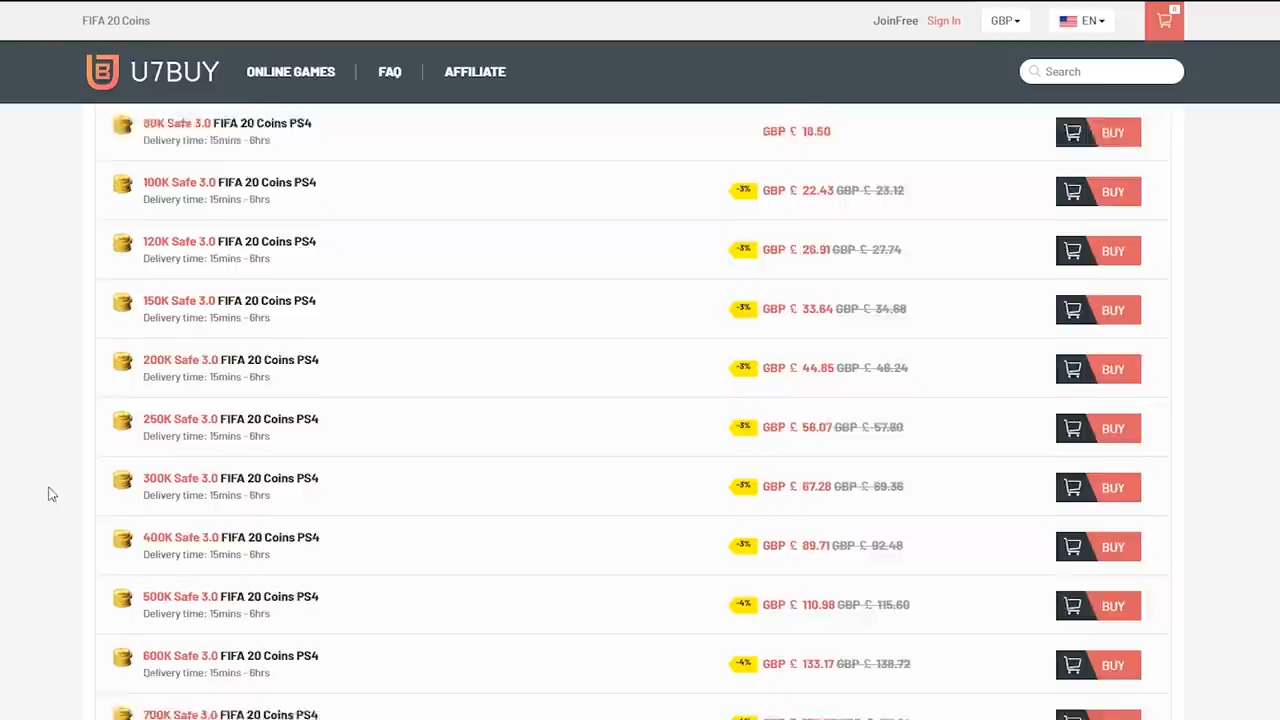 FIFA 20 Coins
JoinFree Sign In GBP EN 0
U7BUY ONLINE GAMES | FAQ | AFFILIATE Search
80K Safe 3.0 FIFA 20 Coins PS4
Delivery time: 15mins - 6hrs
GBP £ 18.50
BUY
100K Safe 3.0 FIFA 20 Coins PS4
Delivery time: 15mins - 6hrs
-3% GBP £ 22.43 GBP £ 23.12
BUY
120K Safe 3.0 FIFA 20 Coins PS4
Delivery time: 15mins - 6hrs
-3% GBP £ 26.91 GBP £ 27.74
BUY
150K Safe 3.0 FIFA 20 Coins PS4
Delivery time: 15mins - 6hrs
-3% GBP £ 33.64 GBP £ 34.68
BUY
200K Safe 3.0 FIFA 20 Coins PS4
Delivery time: 15mins - 6hrs
-3% GBP £ 44.85 GBP £ 46.24
BUY
250K Safe 3.0 FIFA 20 Coins PS4
Delivery time: 15mins - 6hrs
-3% GBP £ 56.07 GBP £ 57.80
BUY
300K Safe 3.0 FIFA 20 Coins PS4
Delivery time: 15mins - 6hrs
-3% GBP £ 67.28 GBP £ 69.36
BUY
400K Safe 3.0 FIFA 20 Coins PS4
Delivery time: 15mins - 6hrs
-3% GBP £ 89.71 GBP £ 92.48
BUY
500K Safe 3.0 FIFA 20 Coins PS4
Delivery time: 15mins - 6hrs
-4% GBP £ 110.98 GBP £ 115.60
BUY
600K Safe 3.0 FIFA 20 Coins PS4
Delivery time: 15mins - 6hrs
-4% GBP £ 133.17 GBP £ 138.72
BUY
700K Safe 3.0 FIFA 20 Coins PS4